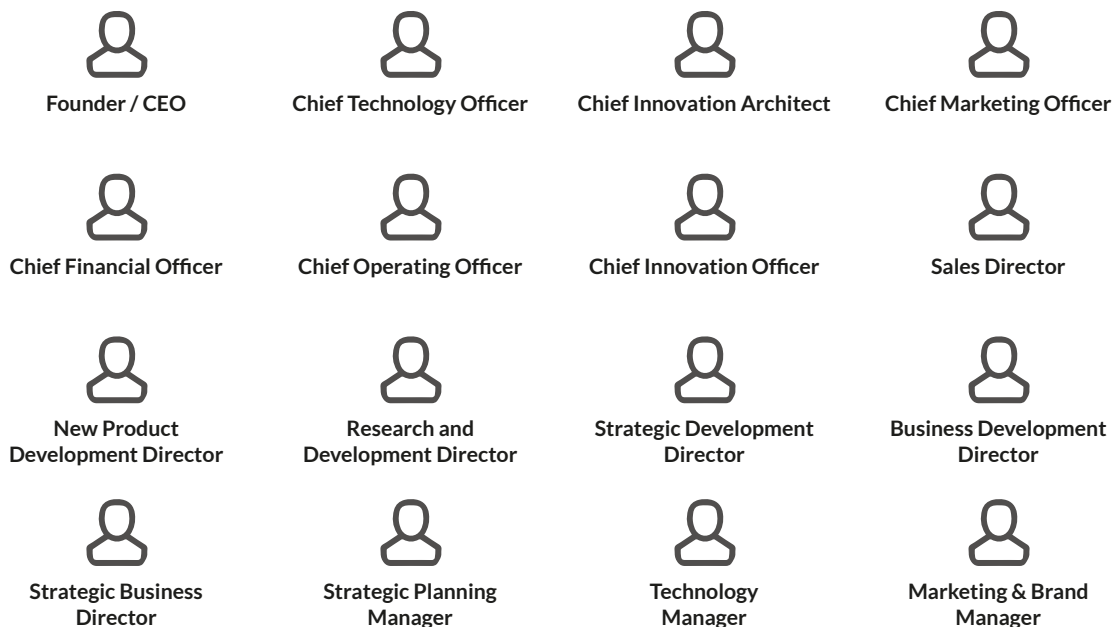 Founder / CEO
Chief Technology Officer
Chief Innovation Architect
Chief Marketing Officer
Chief Financial Officer
Chief Operating Officer
Chief Innovation Officer
Sales Director
New Product
Development Director
Research and
Development Director
Strategic Development
Director
Business Development
Director
Strategic Business
Director
Strategic Planning
Manager
Technology
Manager
Marketing & Brand
Manager